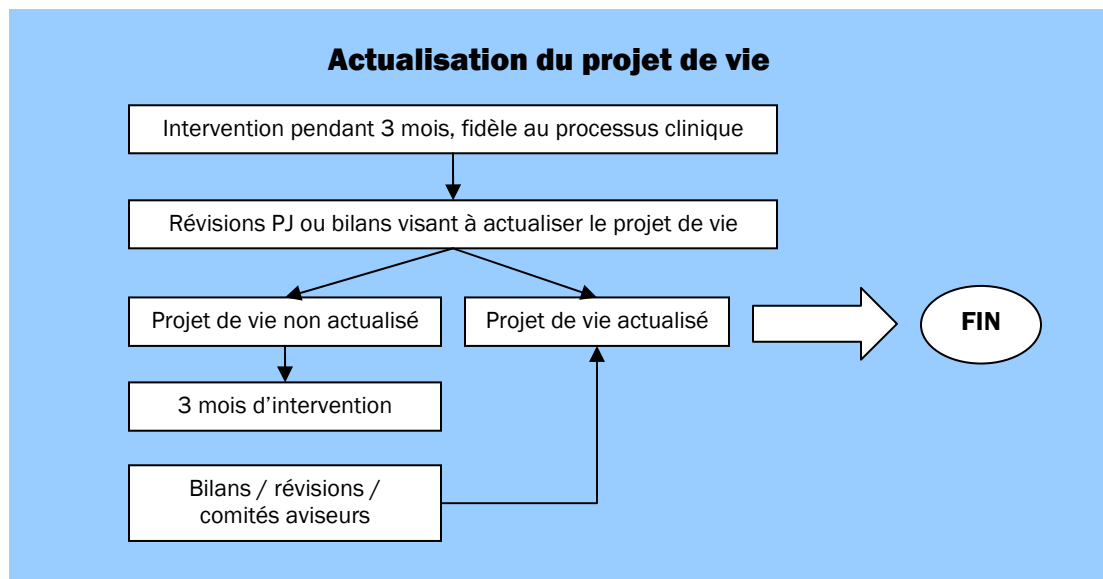 Actualisation du projet de vie
Intervention pendant 3 mois, fidèle au processus clinique
Révisions PJ ou bilans visant à actualiser le projet de vie
Projet de vie non actualisé
Projet de vie actualisé
FIN
3 mois d’intervention
Bilans / révisions /
comités aviseurs